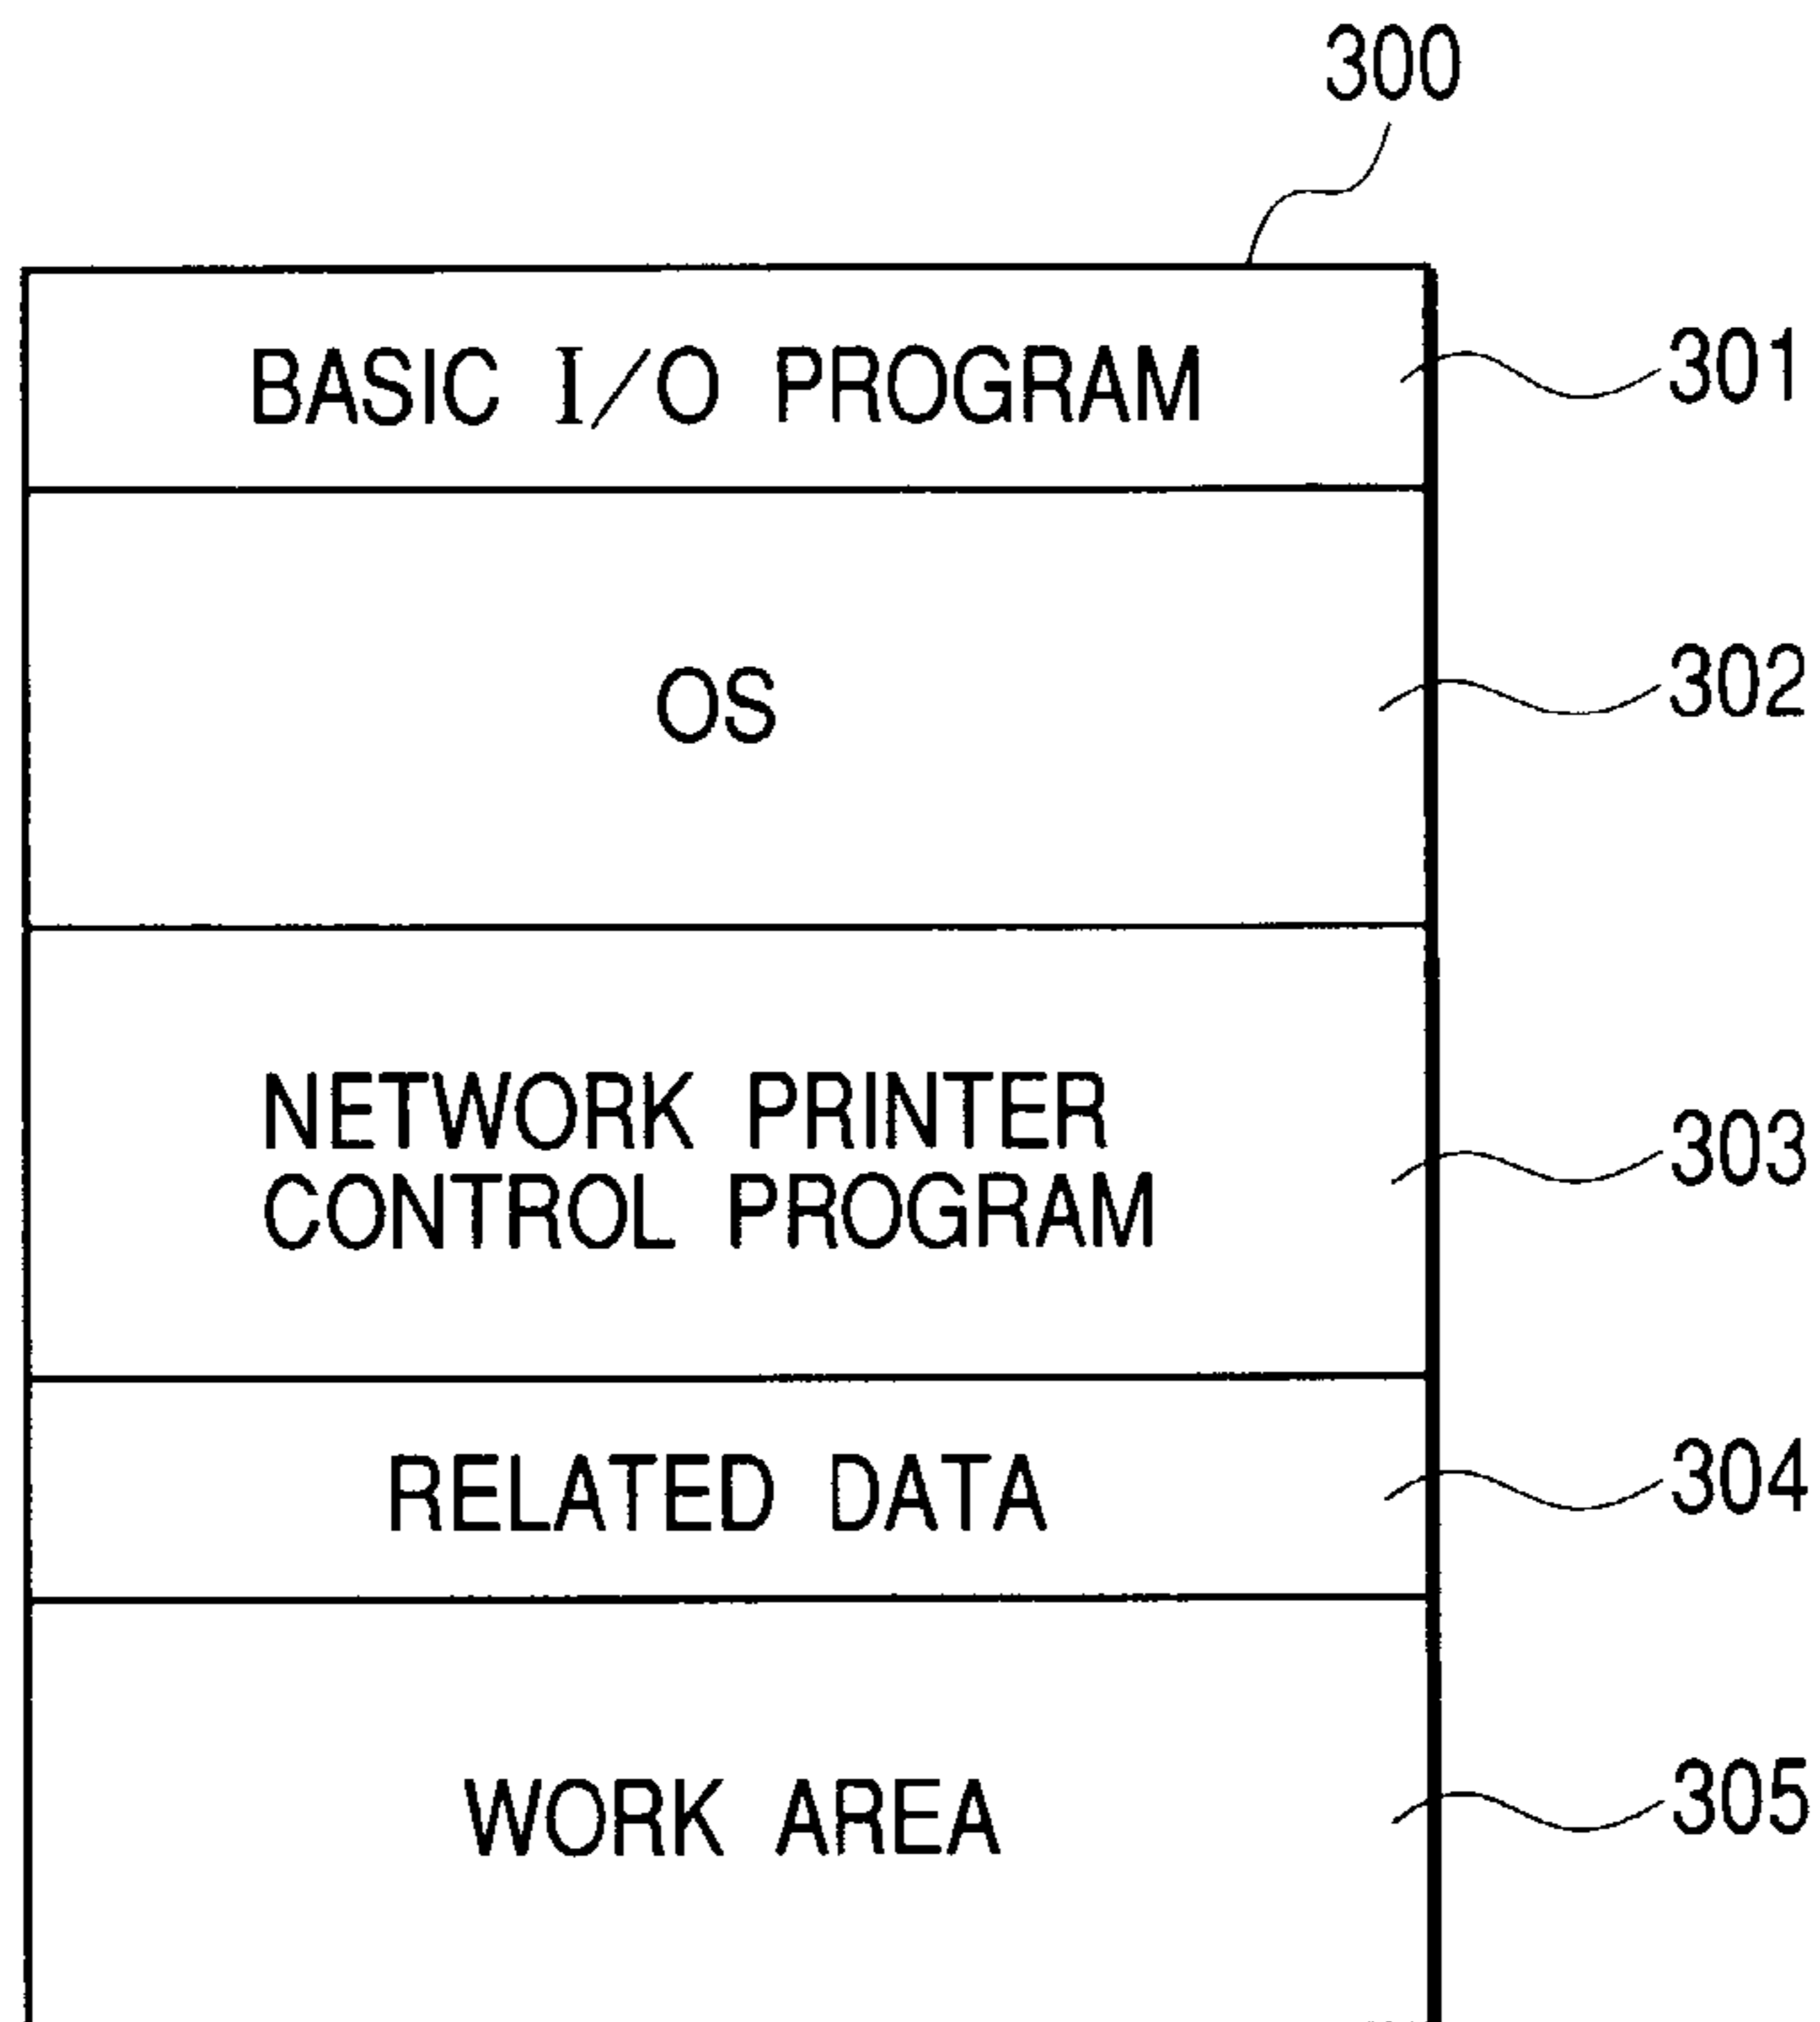 300
BASIC I/O PROGRAM 301
OS 302
NETWORK PRINTER
CONTROL PROGRAM 303
RELATED DATA 304
WORK AREA 305